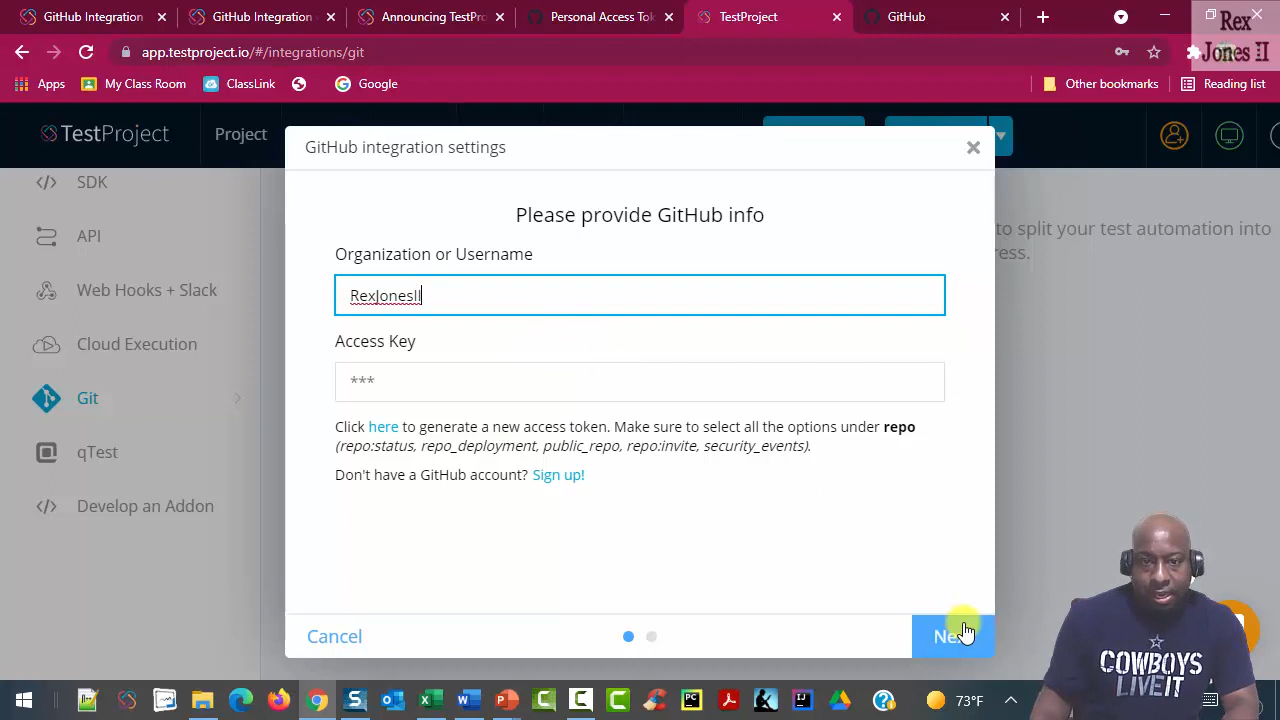 GitHub Integration
GitHub Integration
Announcing TestPro
Personal Access Tok
TestProject
GitHub
Rex
Jones II
app.testproject.io/#/integrations/git
Apps
My Class Room
ClassLink
Google
Other bookmarks
Reading list
TestProject
Project
GitHub integration settings
SDK
Please provide GitHub info
to split your test automation into
ress.
API
Organization or Username
Web Hooks + Slack
RexJonesII
Cloud Execution
Access Key
***
Git
Click here to generate a new access token. Make sure to select all the options under repo
(repo:status, repo_deployment, public_repo, repo:invite, security_events).
qTest
Don't have a GitHub account? Sign up!
Develop an Addon
Cancel
COWBOYS
LIVE IT
73°F